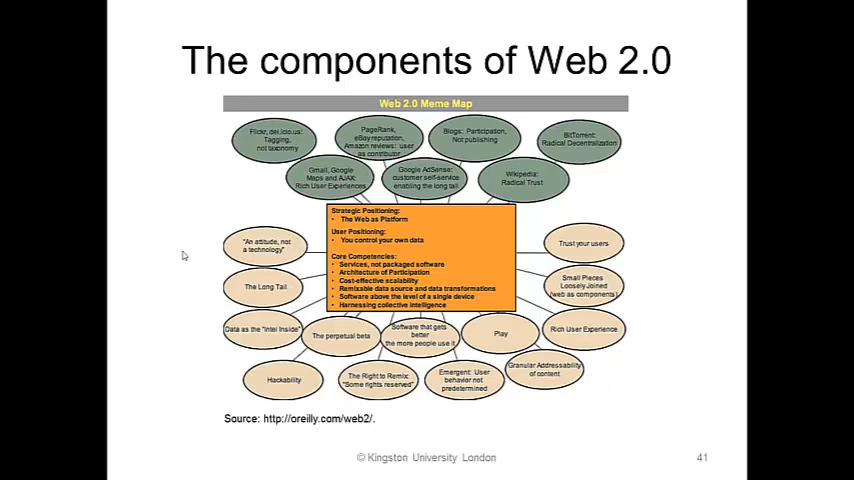 The components of Web 2.0
Web 2.0 Meme Map
Flickr, del.icio.us:
Tagging,
not taxonomy
PageRank,
eBay reputation,
Amazon reviews: user
as contributor
Blogs: Participation,
Not publishing
BitTorrent:
Radical Decentralization
Gmail, Google
Maps and AJAX:
Rich User Experiences
Google AdSense:
customer self-service
enabling the long tail
Wikipedia:
Radical Trust
Strategic Positioning:
• The Web as Platform
User Positioning:
• You control your own data
Core Competencies:
• Services, not packaged software
• Architecture of Participation
• Cost-effective scalability
• Remixable data source and data transformations
• Software above the level of a single device
• Harnessing collective intelligence
"An attitude, not
a technology"
Trust your users
The Long Tail
Small Pieces
Loosely Joined
(web as components)
Data as the "Intel Inside"
The perpetual beta
Software that gets
better
the more people use it
Play
Rich User Experience
Hackability
The Right to Remix:
"Some rights reserved"
Emergent: User
behavior not
predetermined
Granular Addressability
of content
Source: http://oreilly.com/web2/.
© Kingston University London
41